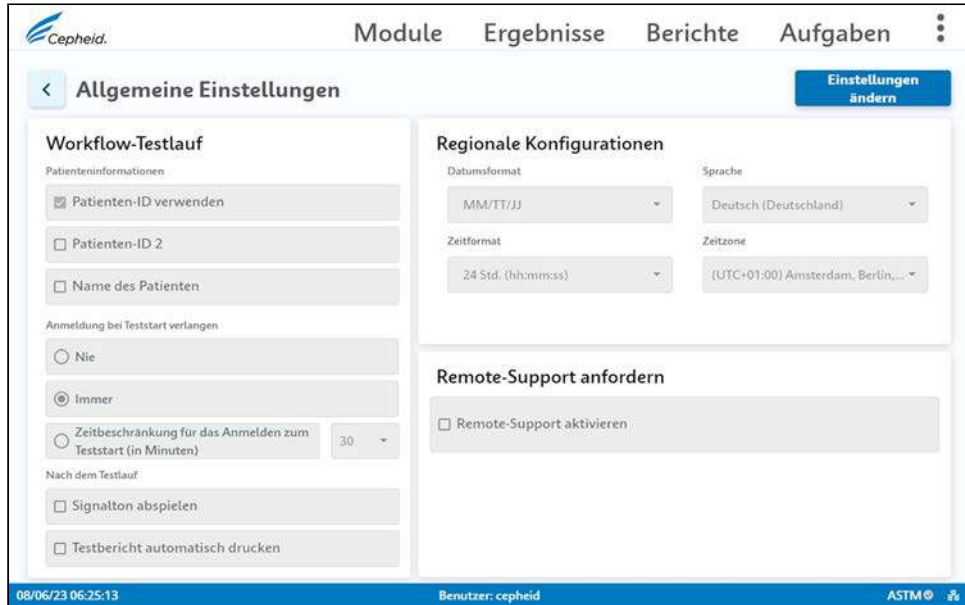 Cepheid.
Module
Ergebnisse
Berichte
Aufgaben
Allgemeine Einstellungen
Einstellungen
ändern
Workflow-Testlauf
Patienteninformationen
Patienten-ID verwenden
Patienten-ID 2
Name des Patienten
Anmeldung bei Teststart verlangen
Nie
Immer
Zeitbeschränkung für das Anmelden zum
Teststart (in Minuten)
30
Nach dem Testlauf
Signalton abspielen
Testbericht automatisch drucken
Regionale Konfigurationen
Datumsformat
Sprache
MM/TT/JJ
Deutsch (Deutschland)
Zeitformat
Zeitzone
24 Std. (hh:mm:ss)
(UTC+01:00) Amsterdam, Berlin,...
Remote-Support anfordern
Remote-Support aktivieren
08/06/23 06:25:13
Benutzer: cepheid
ASTM